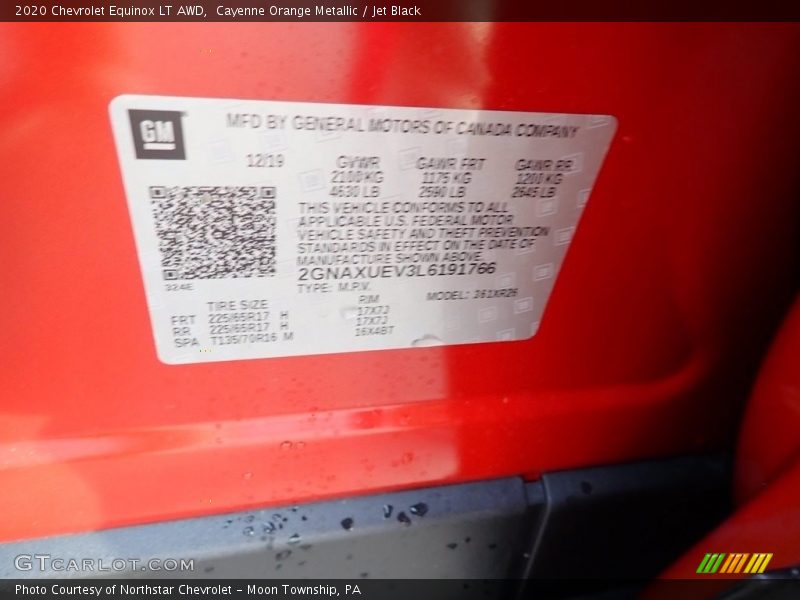 2020 Chevrolet Equinox LT AWD,  Cayenne Orange Metallic / Jet Black
GM
MFD BY GENERAL MOTORS OF CANADA COMPANY
12/19 GVWR GAWR FRT GAWR RR
2100 KG 1175 KG 1200 KG
4630 LB 2590 LB 2645 LB
THIS VEHICLE CONFORMS TO ALL
APPLICABLE U.S. FEDERAL MOTOR
VEHICLE SAFETY AND THEFT PREVENTION
STANDARDS IN EFFECT ON THE DATE OF
MANUFACTURE SHOWN ABOVE.
2GNAXUEV3L6191766
324E
TYPE: M.P.V. MODEL: 361XR26
TIRE SIZE RIM
FRT 225/65R17 H 17X7J
RR 225/65R17 H 17X7J
SPA T135/70R16 M 16X4BT
GTCARLOT.COM
Photo Courtesy of Northstar Chevrolet - Moon Township, PA